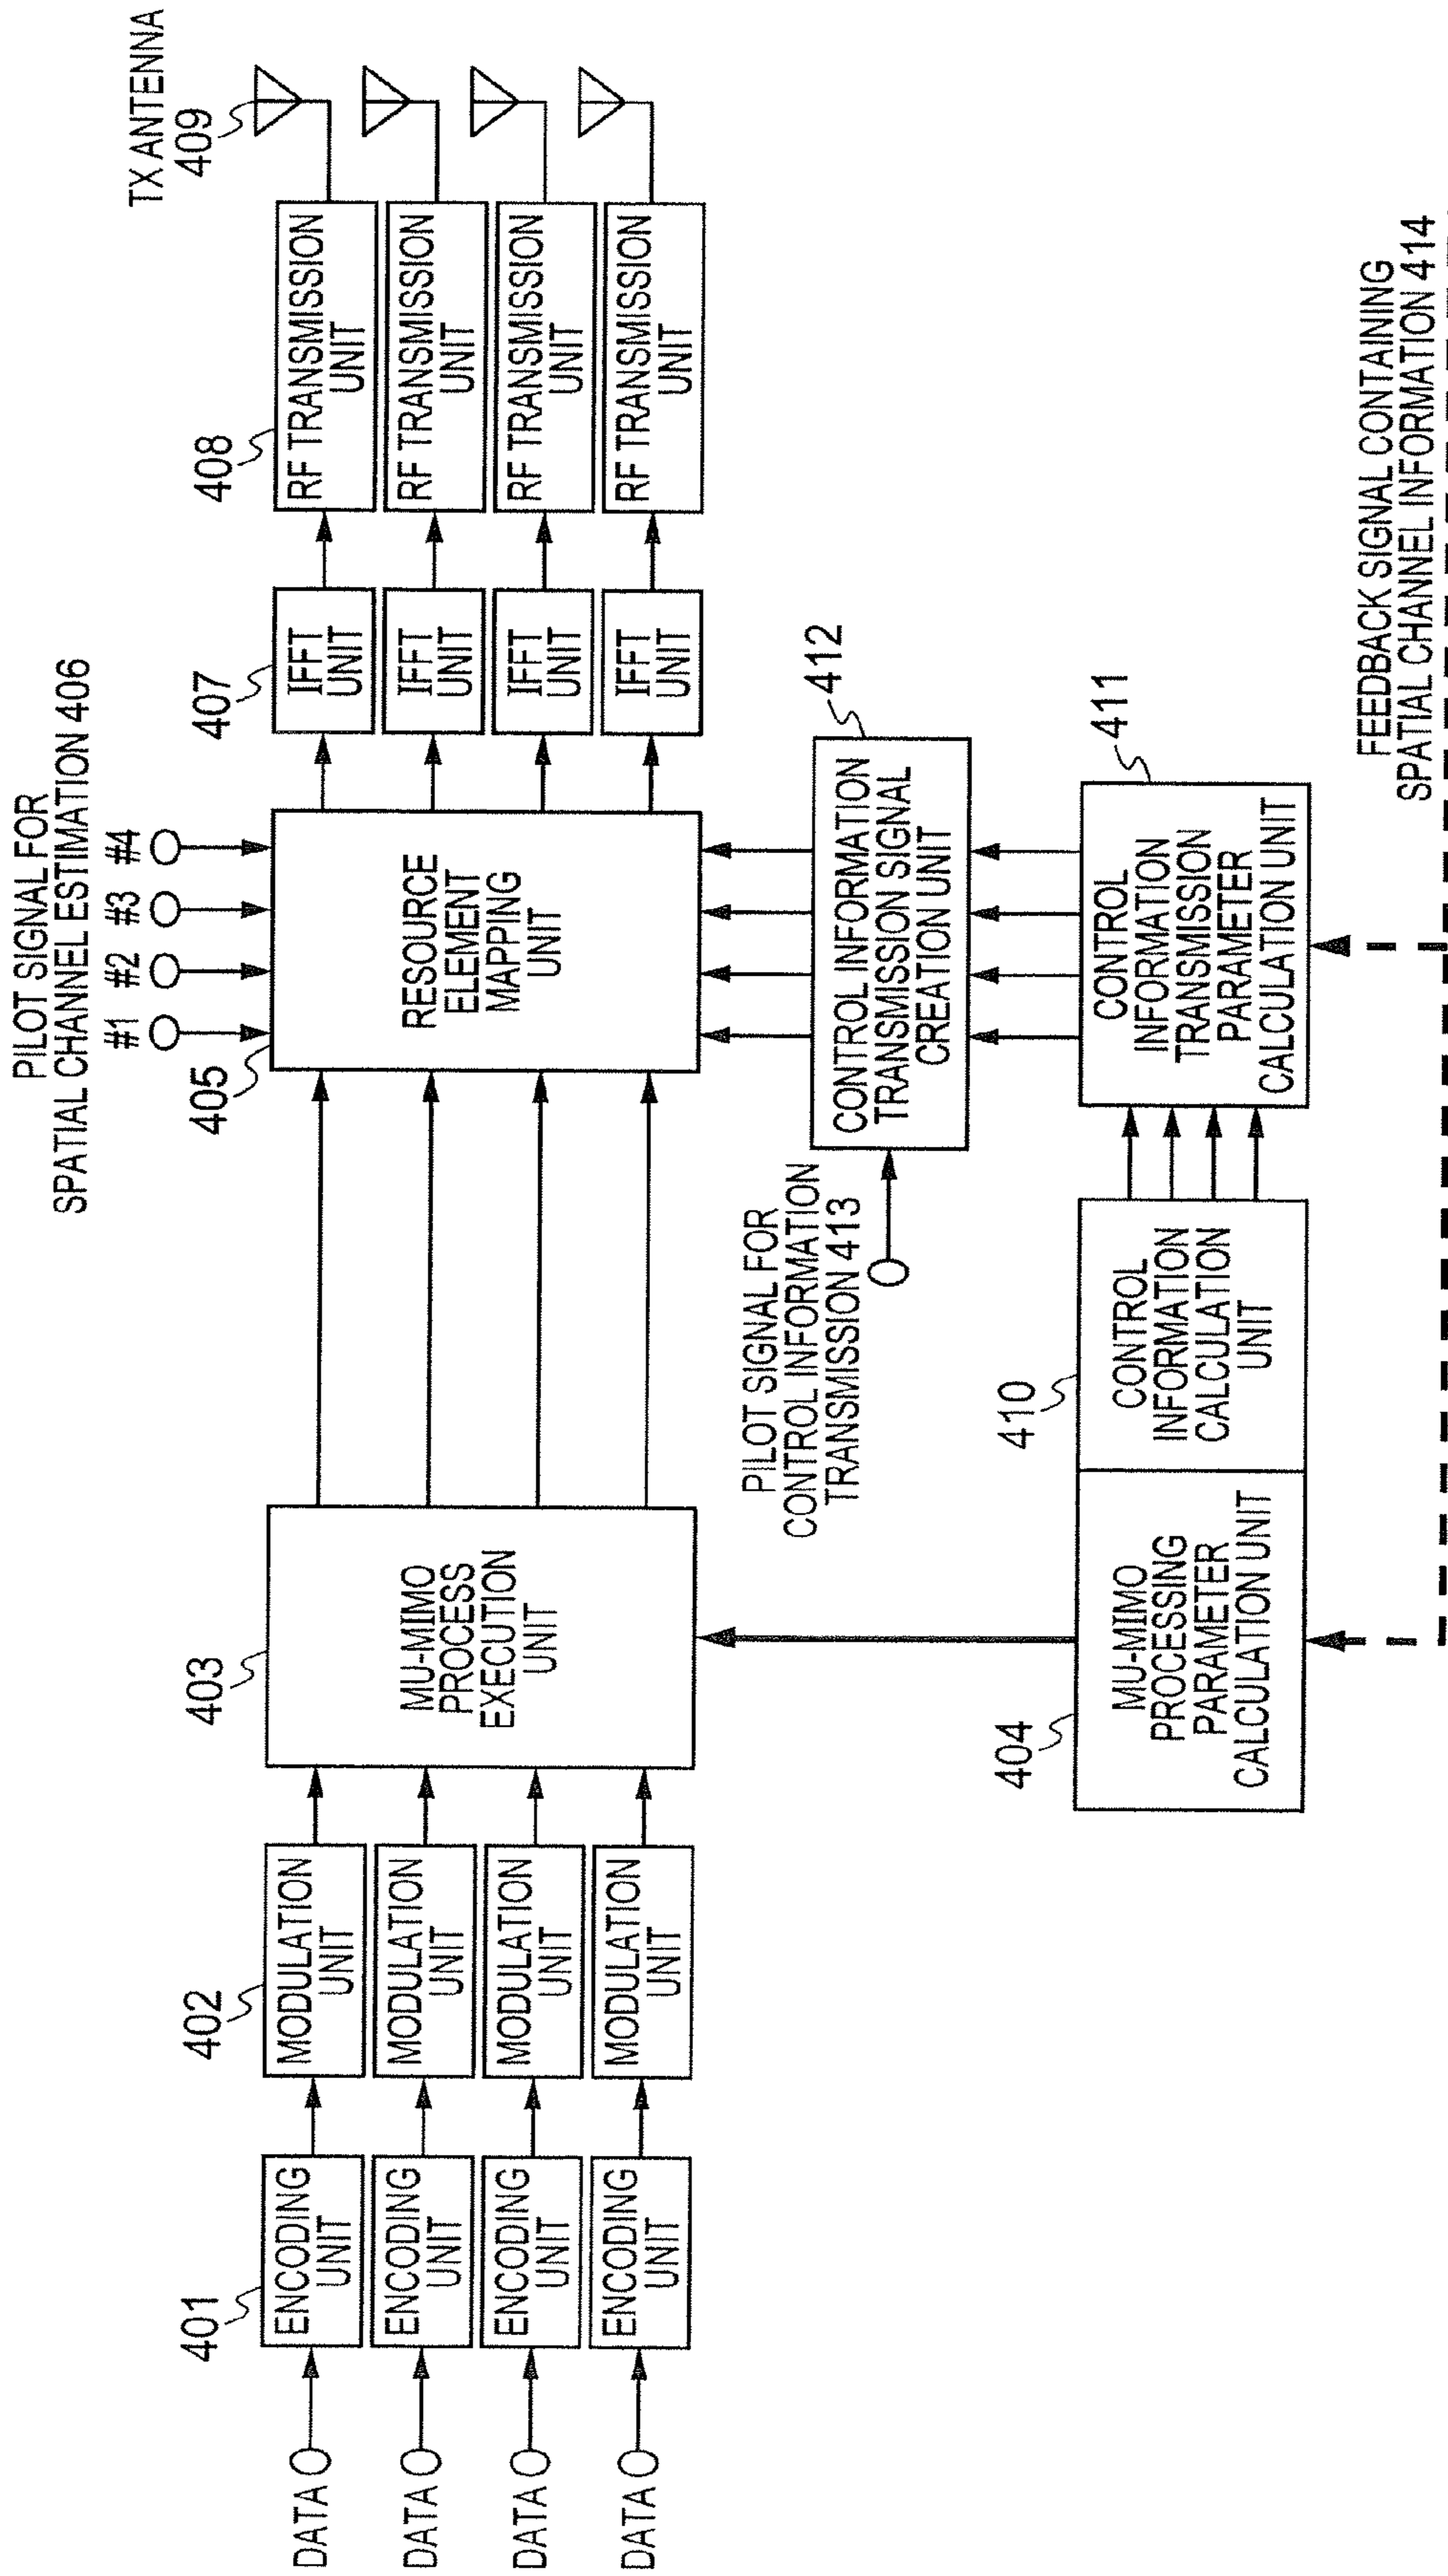 PILOT SIGNAL FOR
SPATIAL CHANNEL ESTIMATION 406
#1 #2 #3 #4
TX ANTENNA
409
401
402
403
405
407
408
DATA
ENCODING
UNIT
MODULATION
UNIT
DATA
ENCODING
UNIT
MODULATION
UNIT
DATA
ENCODING
UNIT
MODULATION
UNIT
DATA
ENCODING
UNIT
MODULATION
UNIT
MU-MIMO
PROCESS
EXECUTION
UNIT
RESOURCE
ELEMENT
MAPPING
UNIT
IFFT
UNIT
RF TRANSMISSION
UNIT
IFFT
UNIT
RF TRANSMISSION
UNIT
IFFT
UNIT
RF TRANSMISSION
UNIT
IFFT
UNIT
RF TRANSMISSION
UNIT
PILOT SIGNAL FOR
CONTROL INFORMATION
TRANSMISSION 413
412
CONTROL INFORMATION
TRANSMISSION SIGNAL
CREATION UNIT
404
MU-MIMO
PROCESSING
PARAMETER
CALCULATION UNIT
410
CONTROL
INFORMATION
CALCULATION
UNIT
411
CONTROL
INFORMATION
TRANSMISSION
PARAMETER
CALCULATION UNIT
FEEDBACK SIGNAL CONTAINING
SPATIAL CHANNEL INFORMATION 414